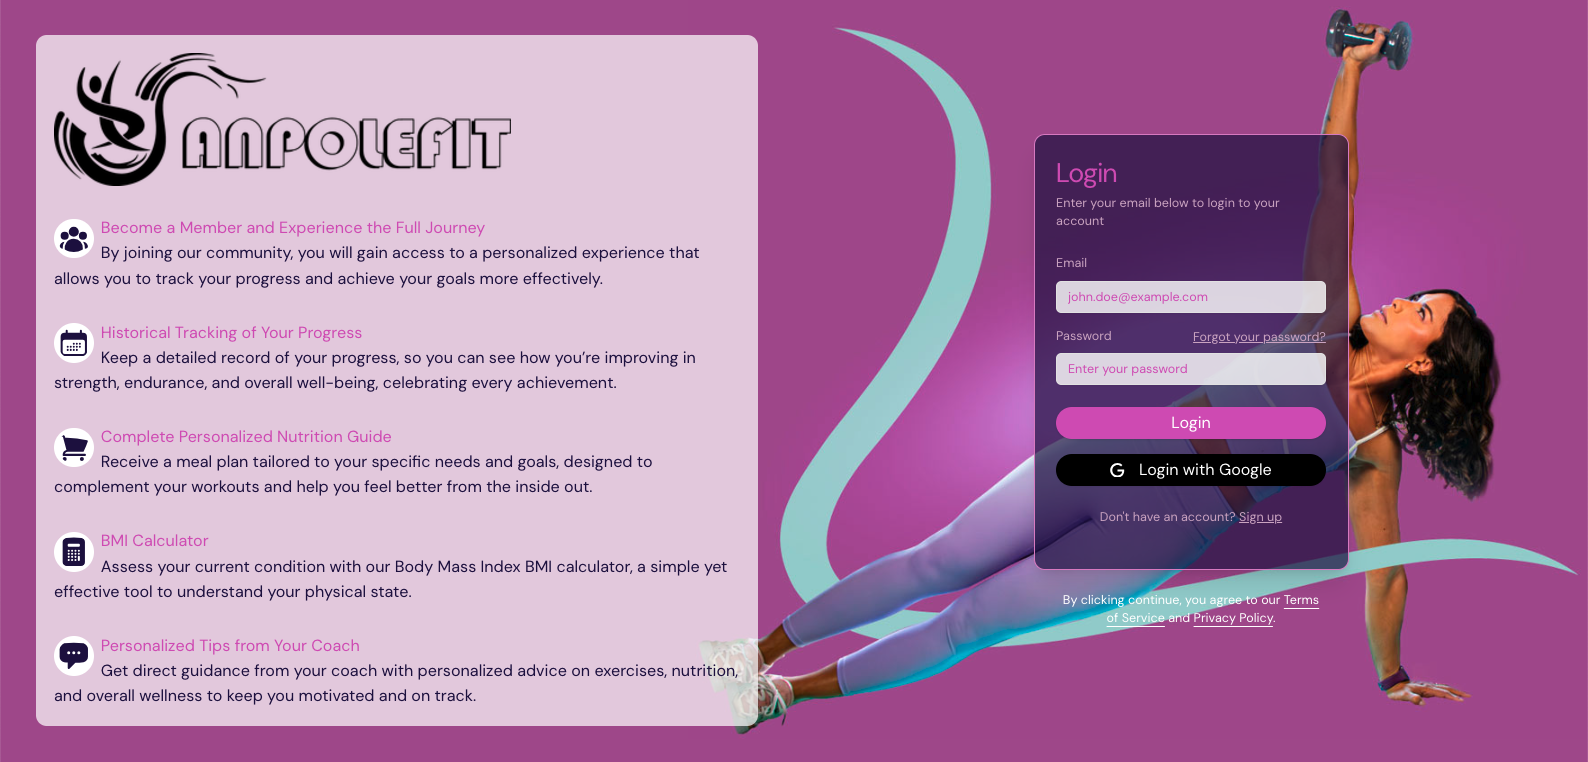 SANPOLEFIT
Become a Member and Experience the Full Journey
By joining our community, you will gain access to a personalized experience that
allows you to track your progress and achieve your goals more effectively.
Historical Tracking of Your Progress
Keep a detailed record of your progress, so you can see how you’re improving in
strength, endurance, and overall well-being, celebrating every achievement.
Complete Personalized Nutrition Guide
Receive a meal plan tailored to your specific needs and goals, designed to
complement your workouts and help you feel better from the inside out.
BMI Calculator
Assess your current condition with our Body Mass Index BMI calculator, a simple yet
effective tool to understand your physical state.
Personalized Tips from Your Coach
Get direct guidance from your coach with personalized advice on exercises, nutrition,
and overall wellness to keep you motivated and on track.
Login
Enter your email below to login to your
account
Email
john.doe@example.com
Password Forgot your password?
Enter your password
Login
G Login with Google
Don't have an account? Sign up
By clicking continue, you agree to our Terms
of Service and Privacy Policy.